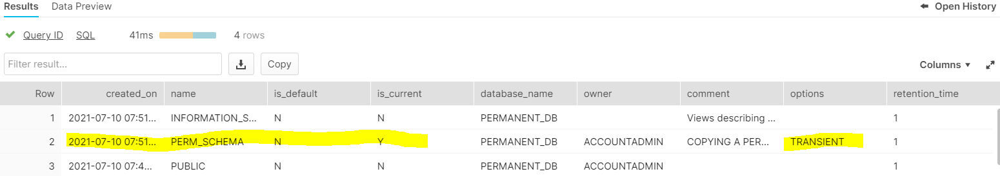 Results Data Preview Open History
Query ID SQL 41ms 4 rows
Filter result... Copy Columns
Row created_on name is_default is_current database_name owner comment options retention_time
1 2021-07-10 07:51... INFORMATION_S... N N PERMANENT_DB Views describing ... 1
2 2021-07-10 07:51... PERM_SCHEMA N Y PERMANENT_DB ACCOUNTADMIN COPYING A PER... TRANSIENT 1
3 2021-07-10 07:4... PUBLIC N N PERMANENT_DB ACCOUNTADMIN 1